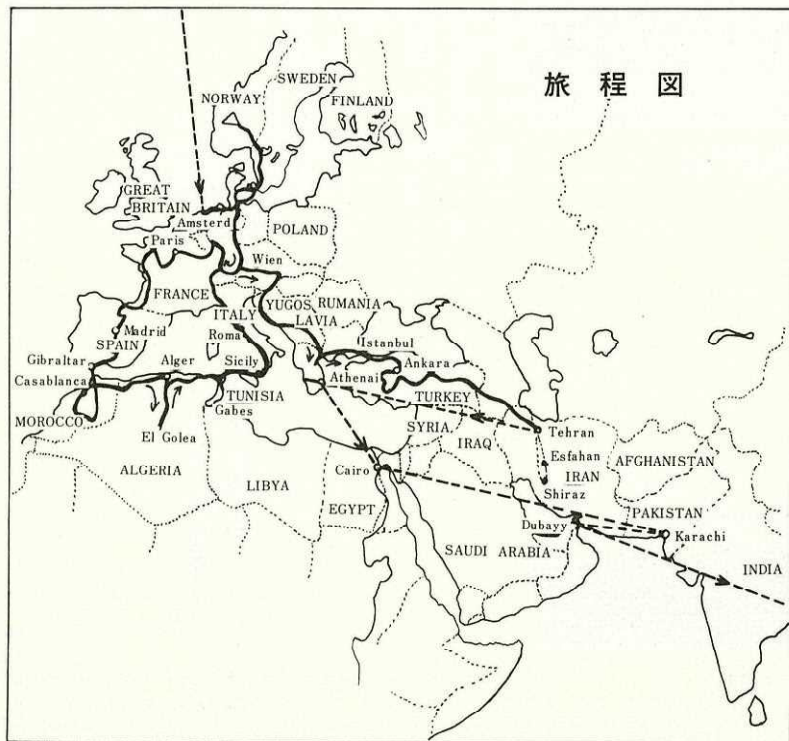 旅程図
SWEDEN
NORWAY
FINLAND
GREAT
BRITAIN
Amsterd
POLAND
Paris
Wien
FRANCE
YUGOS
LAVIA
RUMANIA
ITALY
Roma
Madrid
SPAIN
Istanbul
Ankara
Gibraltar
Alger
Sicily
Athenai
Casablanca
TURKEY
TUNISIA
Gabes
MOROCCO
El Golea
SYRIA
IRAQ
Tehran
Esfahan
IRAN
AFGHANISTAN
Shiraz
ALGERIA
LIBYA
Cairo
EGYPT
PAKISTAN
Dubayy
Karachi
SAUDI ARABIA
INDIA